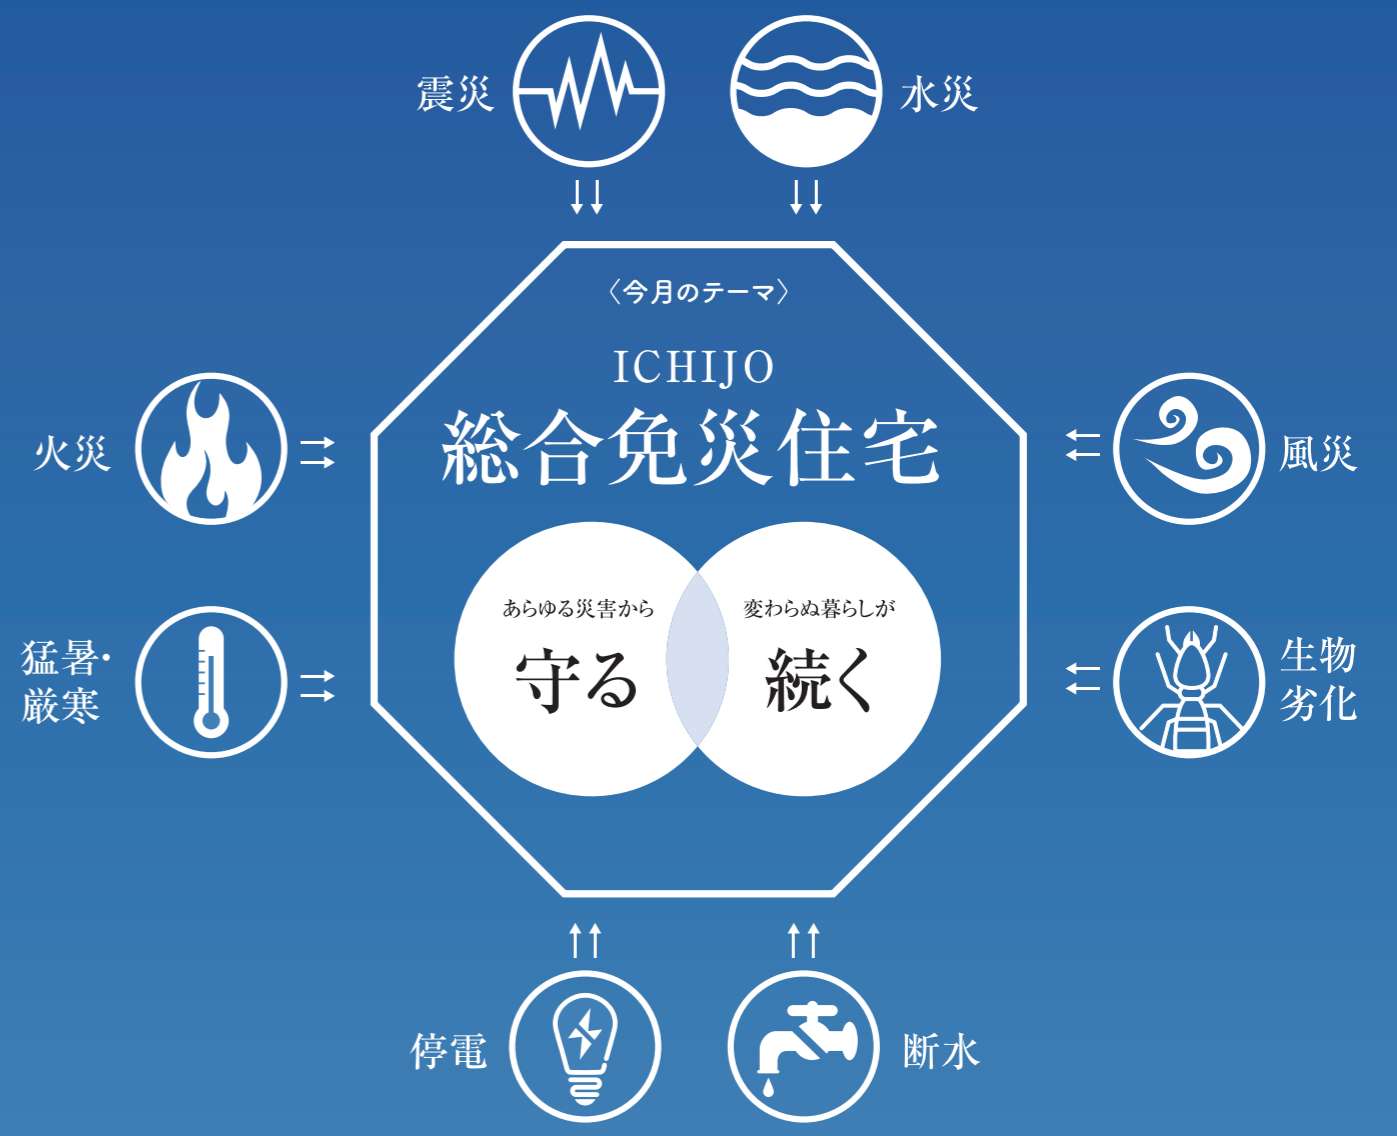 震災
水災
〈今月のテーマ〉
ICHIJO
総合免災住宅
火災
風災
あらゆる災害から
守る
変わらぬ暮らしが
続く
猛暑・
厳寒
生物
劣化
停電
断水